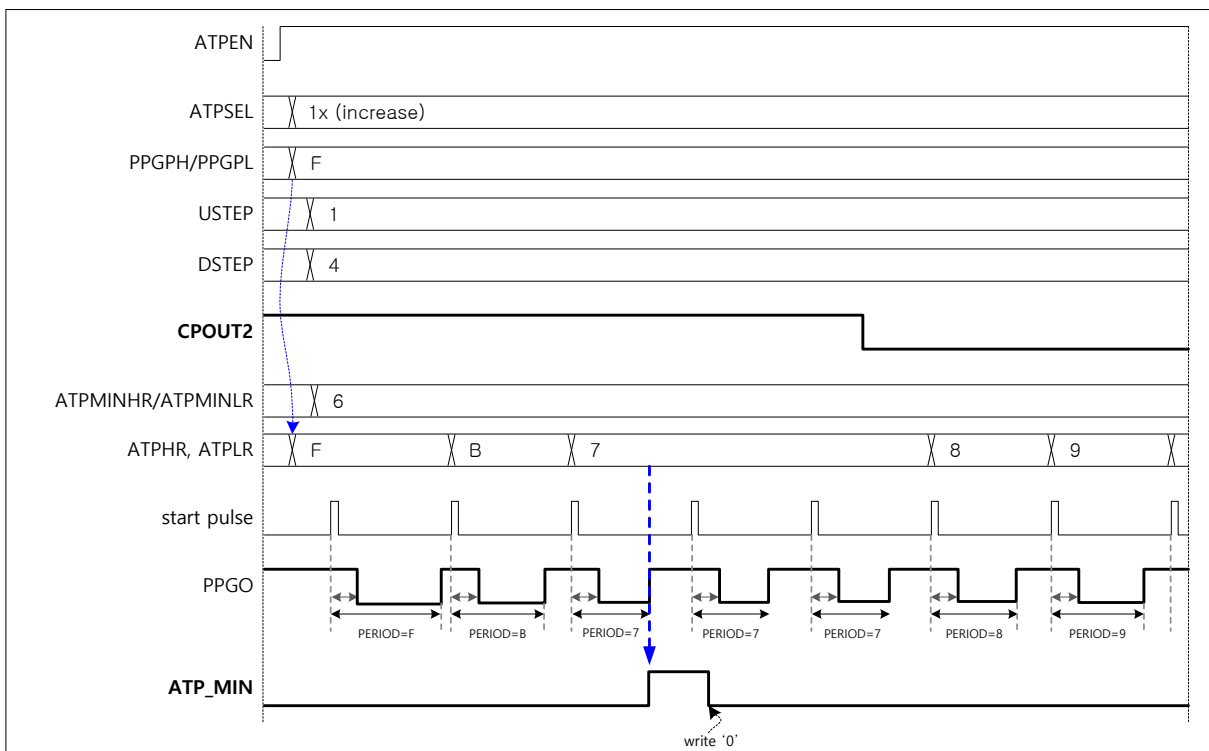 ATPEN
ATPSEL 1x (increase)
PPGPH/PPGPL F
USTEP 1
DSTEP 4
CPOUT2
ATPMINHR/ATPMINLR 6
ATPHR, ATPLR F B 7 8 9
start pulse
PPGO
PERIOD=F PERIOD=B PERIOD=7 PERIOD=7 PERIOD=7 PERIOD=8 PERIOD=9
ATP_MIN
write ‘0’